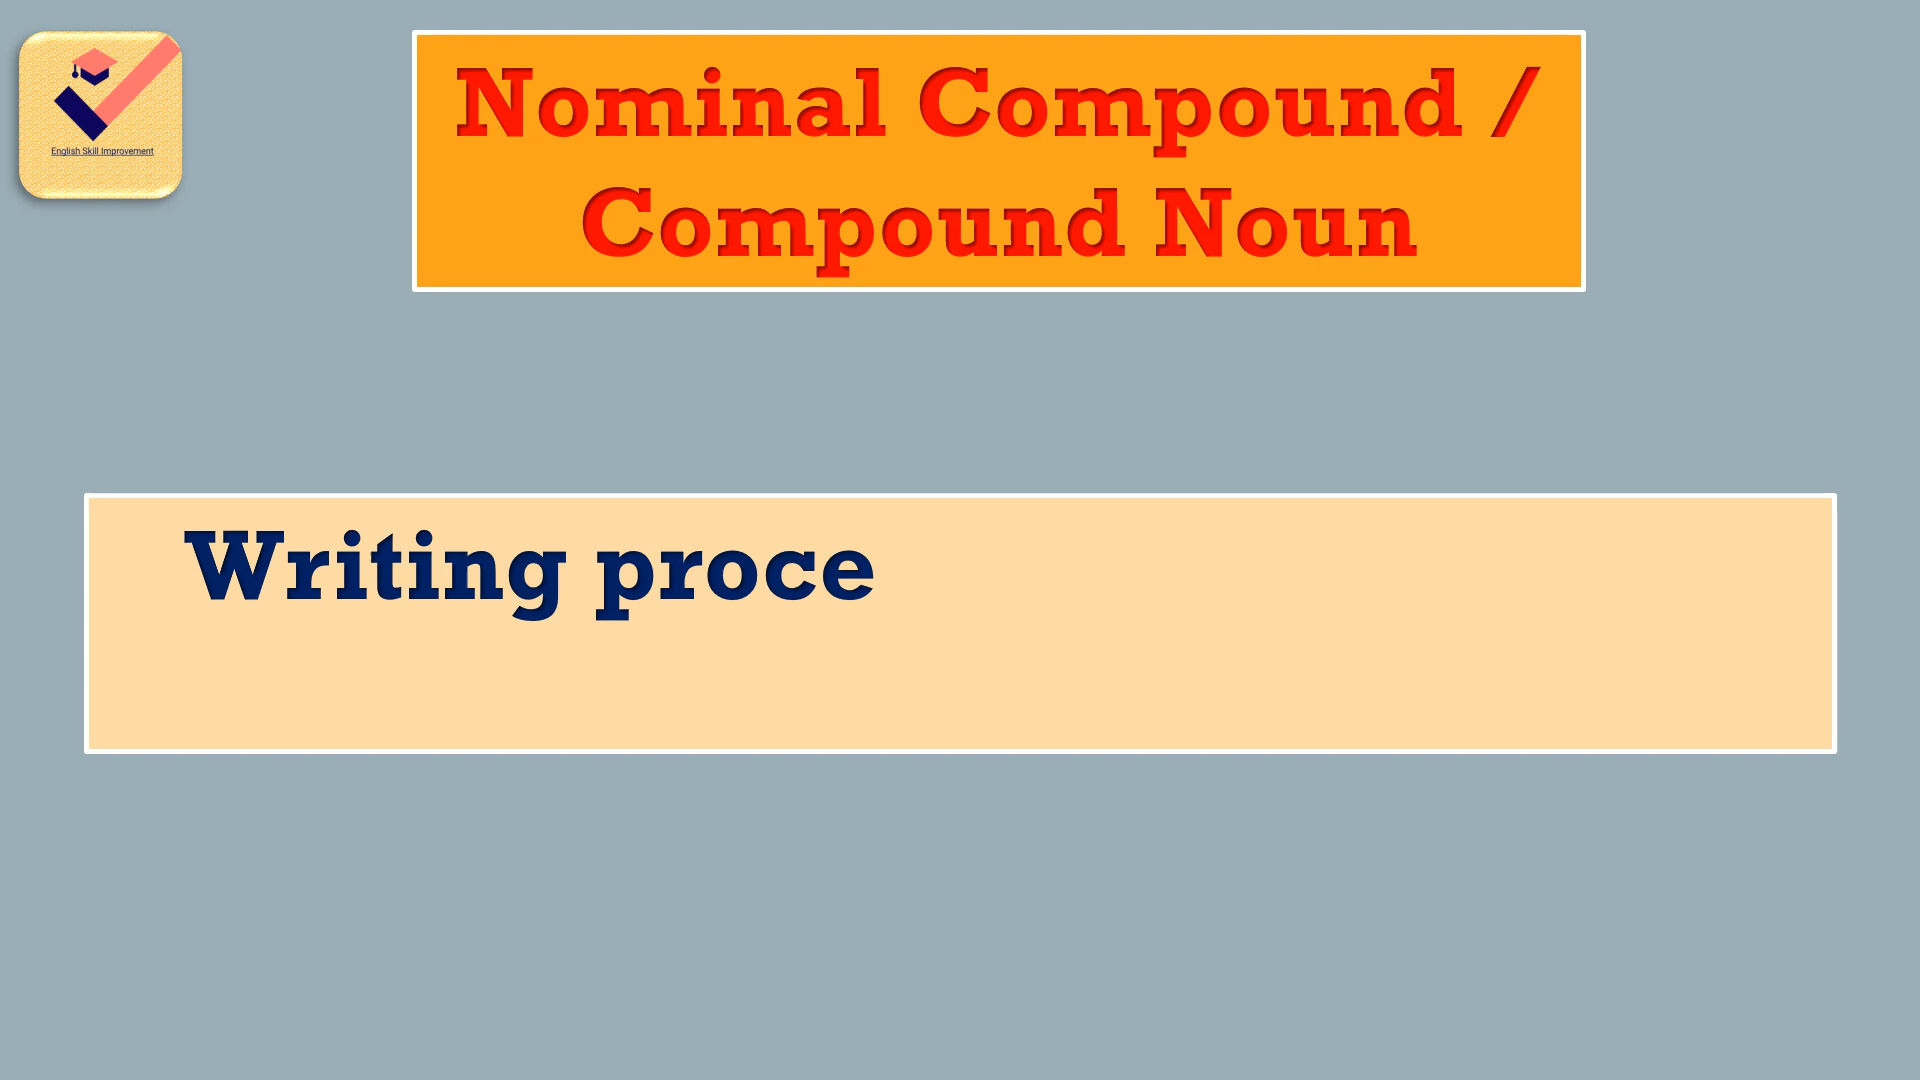 English Skill Improvement
Nominal Compound /
Compound Noun
Writing proce